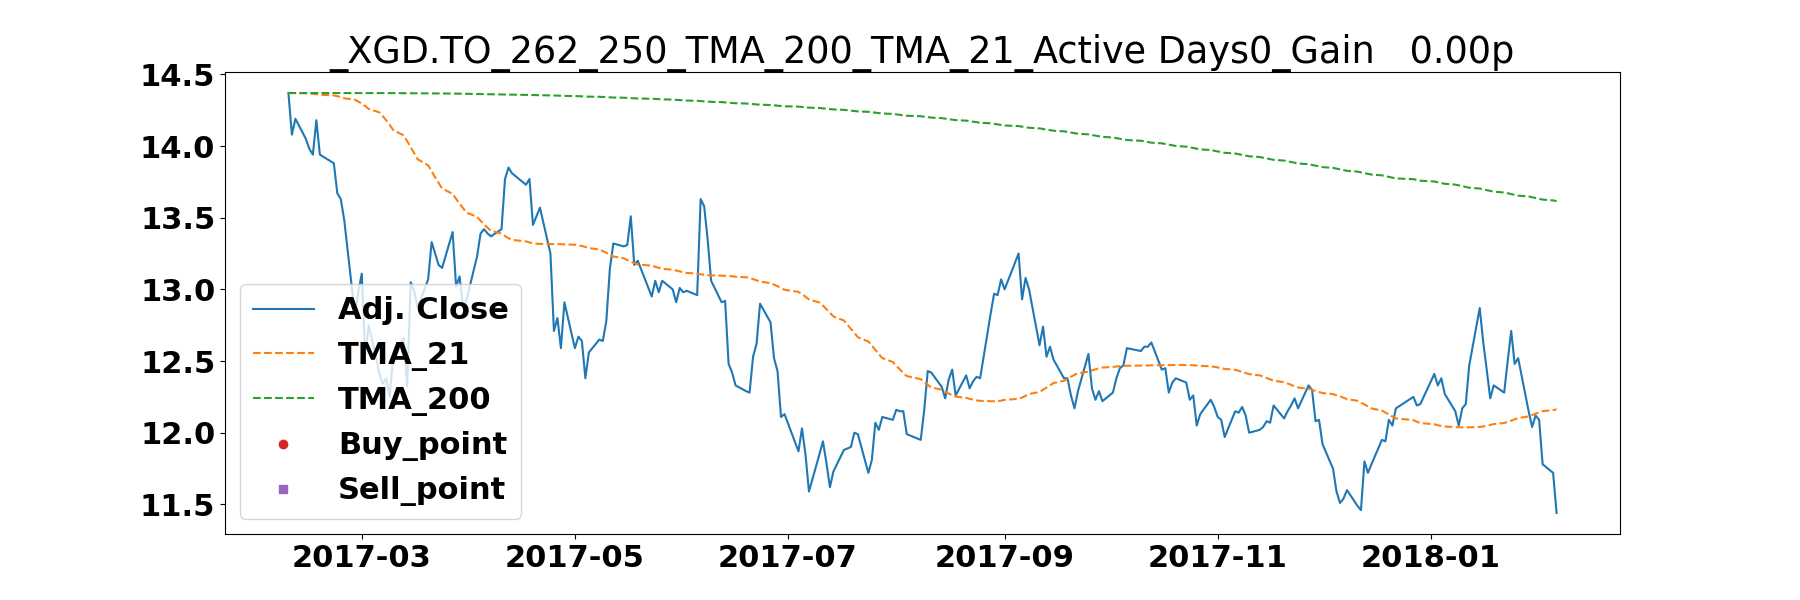 _XGD.TO_262_250_TMA_200_TMA_21_Active Days0_Gain   0.00p
14.5
14.0
13.5
13.0
12.5
12.0
11.5
Adj. Close
TMA_21
TMA_200
Buy_point
Sell_point
2017-03 2017-05 2017-07 2017-09 2017-11 2018-01